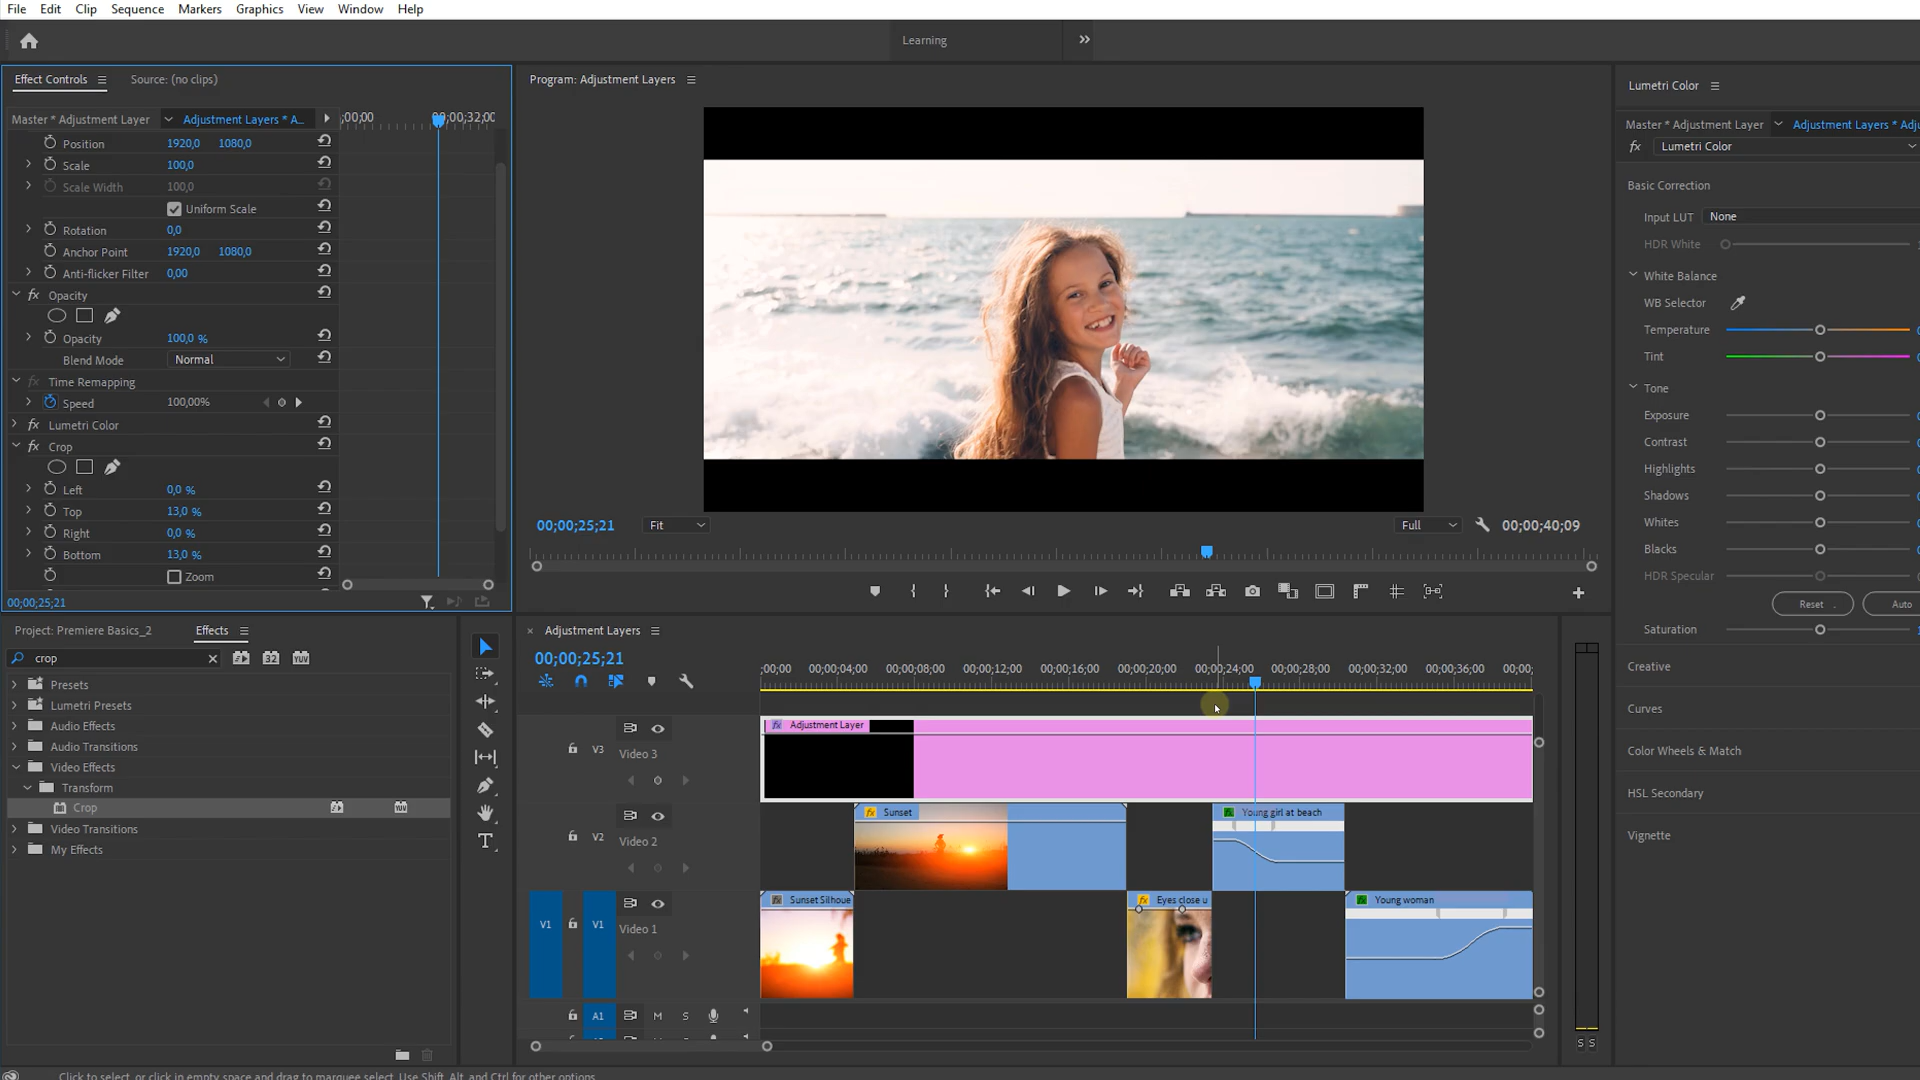 File Edit Clip Sequence Markers Graphics View Window Help
Learning
Effect Controls
Source: (no clips)
Master * Adjustment Layer
Adjustment Layers * A...
;00;00
00;00;32;00
Position 1920,0 1080,0
Scale 100,0
Scale Width 100,0
Uniform Scale
Rotation 0,0
Anchor Point 1920,0 1080,0
Anti-flicker Filter 0,00
fx Opacity
Opacity 100,0 %
Blend Mode Normal
fx Time Remapping
Speed 100,00%
fx Lumetri Color
fx Crop
Left 0,0 %
Top 13,0 %
Right 0,0 %
Bottom 13,0 %
Zoom
00;00;25;21
Program: Adjustment Layers
00;00;25;21
Fit
Full
00;00;40;09
Lumetri Color
Master * Adjustment Layer
Adjustment Layers * Adju
fx Lumetri Color
Basic Correction
Input LUT None
HDR White
White Balance
WB Selector
Temperature
Tint
Tone
Exposure
Contrast
Highlights
Shadows
Whites
Blacks
HDR Specular
Reset
Auto
Saturation
Creative
Curves
Color Wheels & Match
HSL Secondary
Vignette
Project: Premiere Basics_2
Effects
crop
32
YUV
Presets
Lumetri Presets
Audio Effects
Audio Transitions
Video Effects
Transform
Crop
Video Transitions
My Effects
Adjustment Layers
00;00;25;21
;00;00 00;00;04;00 00;00;08;00 00;00;12;00 00;00;16;00 00;00;20;00 00;00;24;00 00;00;28;00 00;00;32;00 00;00;36;00 00;00;
V3 Video 3
fx Adjustment Layer
V2 Video 2
fx Sunset
Young girl at beach
V1 V1 Video 1
Sunset Silhoue
fx Eyes close u
Young woman
A1 M S
S S
Click to select, or click in empty space and drag to marquee select. Use Shift, Alt, and Ctrl for other options.